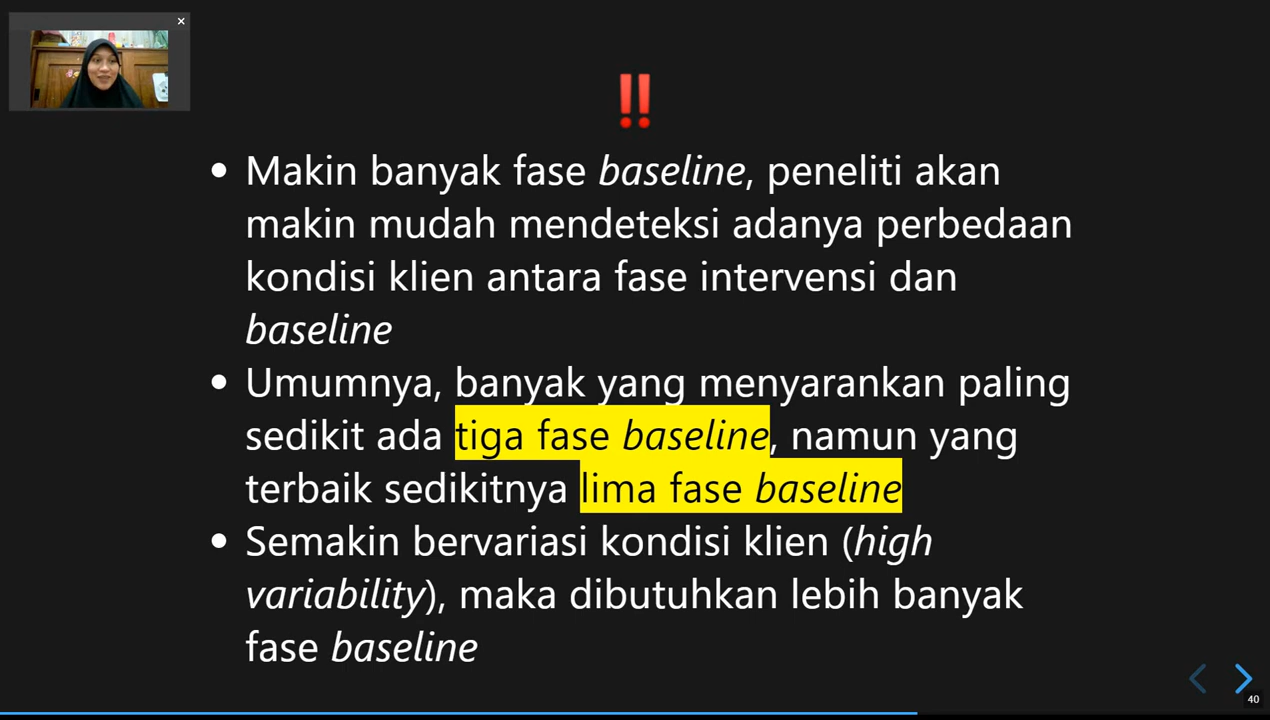 ‼
• Makin banyak fase baseline, peneliti akan
makin mudah mendeteksi adanya perbedaan
kondisi klien antara fase intervensi dan
baseline
• Umumnya, banyak yang menyarankan paling
sedikit ada tiga fase baseline, namun yang
terbaik sedikitnya lima fase baseline
• Semakin bervariasi kondisi klien (high
variability), maka dibutuhkan lebih banyak
fase baseline
40